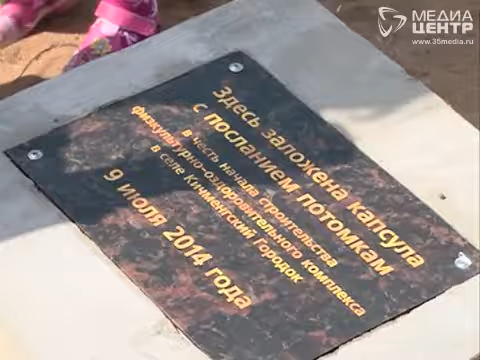 МЕДИА
ЦЕНТР
www.35media.ru
Здесь заложена капсула
с посланием потомкам
в честь начала строительства
физкультурно-оздоровительного комплекса
в селе Кичменгский Городок
9 июля 2014 года